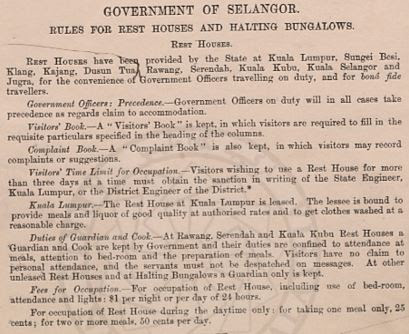 GOVERNMENT OF SELANGOR.
RULES FOR REST HOUSES AND HALTING BUNGALOWS.
REST HOUSES.
REST HOUSES have been provided by the State at Kuala Lumpur, Sungei Besi,
Klang, Kajang, Dusun Tua, Rawang, Serendah, Kuala Kubu, Kuala Selangor and
Jugra, for the convenience of Government Officers travelling on duty, and for bonâ fide
travellers.
Government Officers: Precedence.—Government Officers on duty will in all cases take
precedence as regards claim to accommodation.
Visitors' Book.—A "Visitors' Book" is kept, in which visitors are required to fill in the
requisite particulars specified in the heading of the columns.
Complaint Book.—A "Complaint Book" is also kept, in which visitors may record
complaints or suggestions.
Visitors' Time Limit for Occupation.—Visitors wishing to use a Rest House for more
than three days at a time must obtain the sanction in writing of the State Engineer,
Kuala Lumpur, or the District Engineer of the District.*
Kuala Lumpur.—The Rest House at Kuala Lumpur is leased. The lessee is bound to
provide meals and liquor of good quality at authorised rates and to get clothes washed at a
reasonable charge.
Duties of Guardian and Cook.—At Rawang, Serendah and Kuala Kubu Rest Houses a
Guardian and Cook are kept by Government and their duties are confined to attendance at
meals, attention to bed-room and the preparation of meals. Visitors have no claim to
personal attendance, and the servants must not be despatched on messages. At other
unleased Rest Houses and at Halting Bungalows a Guardian only is kept.
Fees for Occupation.—For occupation of Rest House, including use of bed-room,
attendance and lights: $1 per night or per day of 24 hours.
For occupation of Rest House during the daytime only: for taking one meal only, 25
cents; for two or more meals, 50 cents per day.